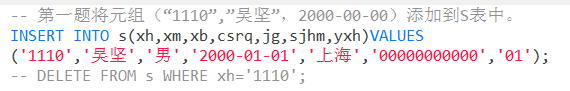 -- 第一题将元组（“1110”,”吴坚”，2000-00-00）添加到S表中。
INSERT INTO s(xh,xm,xb,csrq,jg,sjhm,yxh)VALUES
('1110','吴坚','男','2000-01-01','上海','00000000000','01');
-- DELETE FROM s WHERE xh='1110';